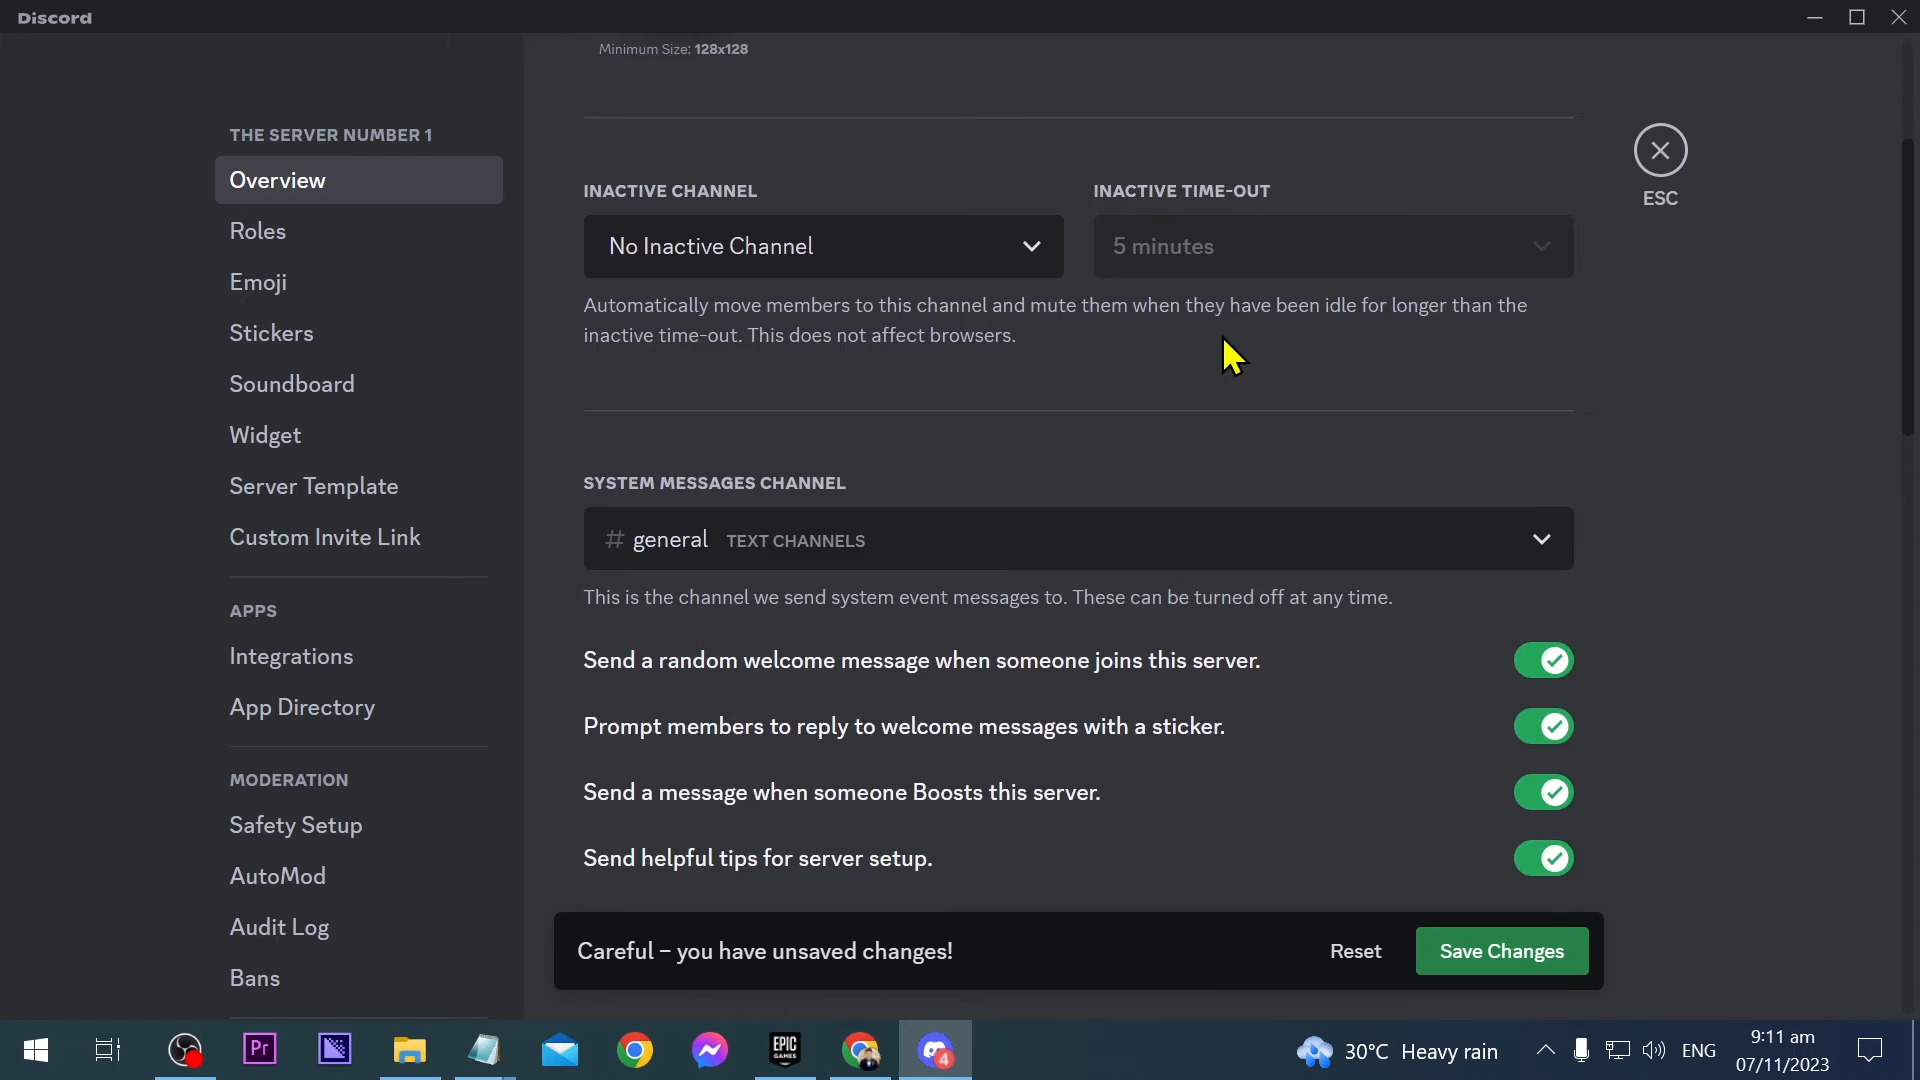 Discord
Minimum Size: 128x128
THE SERVER NUMBER 1
Overview
Roles
Emoji
Stickers
Soundboard
Widget
Server Template
Custom Invite Link
APPS
Integrations
App Directory
MODERATION
Safety Setup
AutoMod
Audit Log
Bans
INACTIVE CHANNEL
No Inactive Channel
INACTIVE TIME-OUT
5 minutes
Automatically move members to this channel and mute them when they have been idle for longer than the
inactive time-out. This does not affect browsers.
ESC
SYSTEM MESSAGES CHANNEL
# general TEXT CHANNELS
This is the channel we send system event messages to. These can be turned off at any time.
Send a random welcome message when someone joins this server.
Prompt members to reply to welcome messages with a sticker.
Send a message when someone Boosts this server.
Send helpful tips for server setup.
Careful – you have unsaved changes!
Reset
Save Changes
Pr
EPIC
GAMES
4
30°C Heavy rain
ENG
9:11 am
07/11/2023